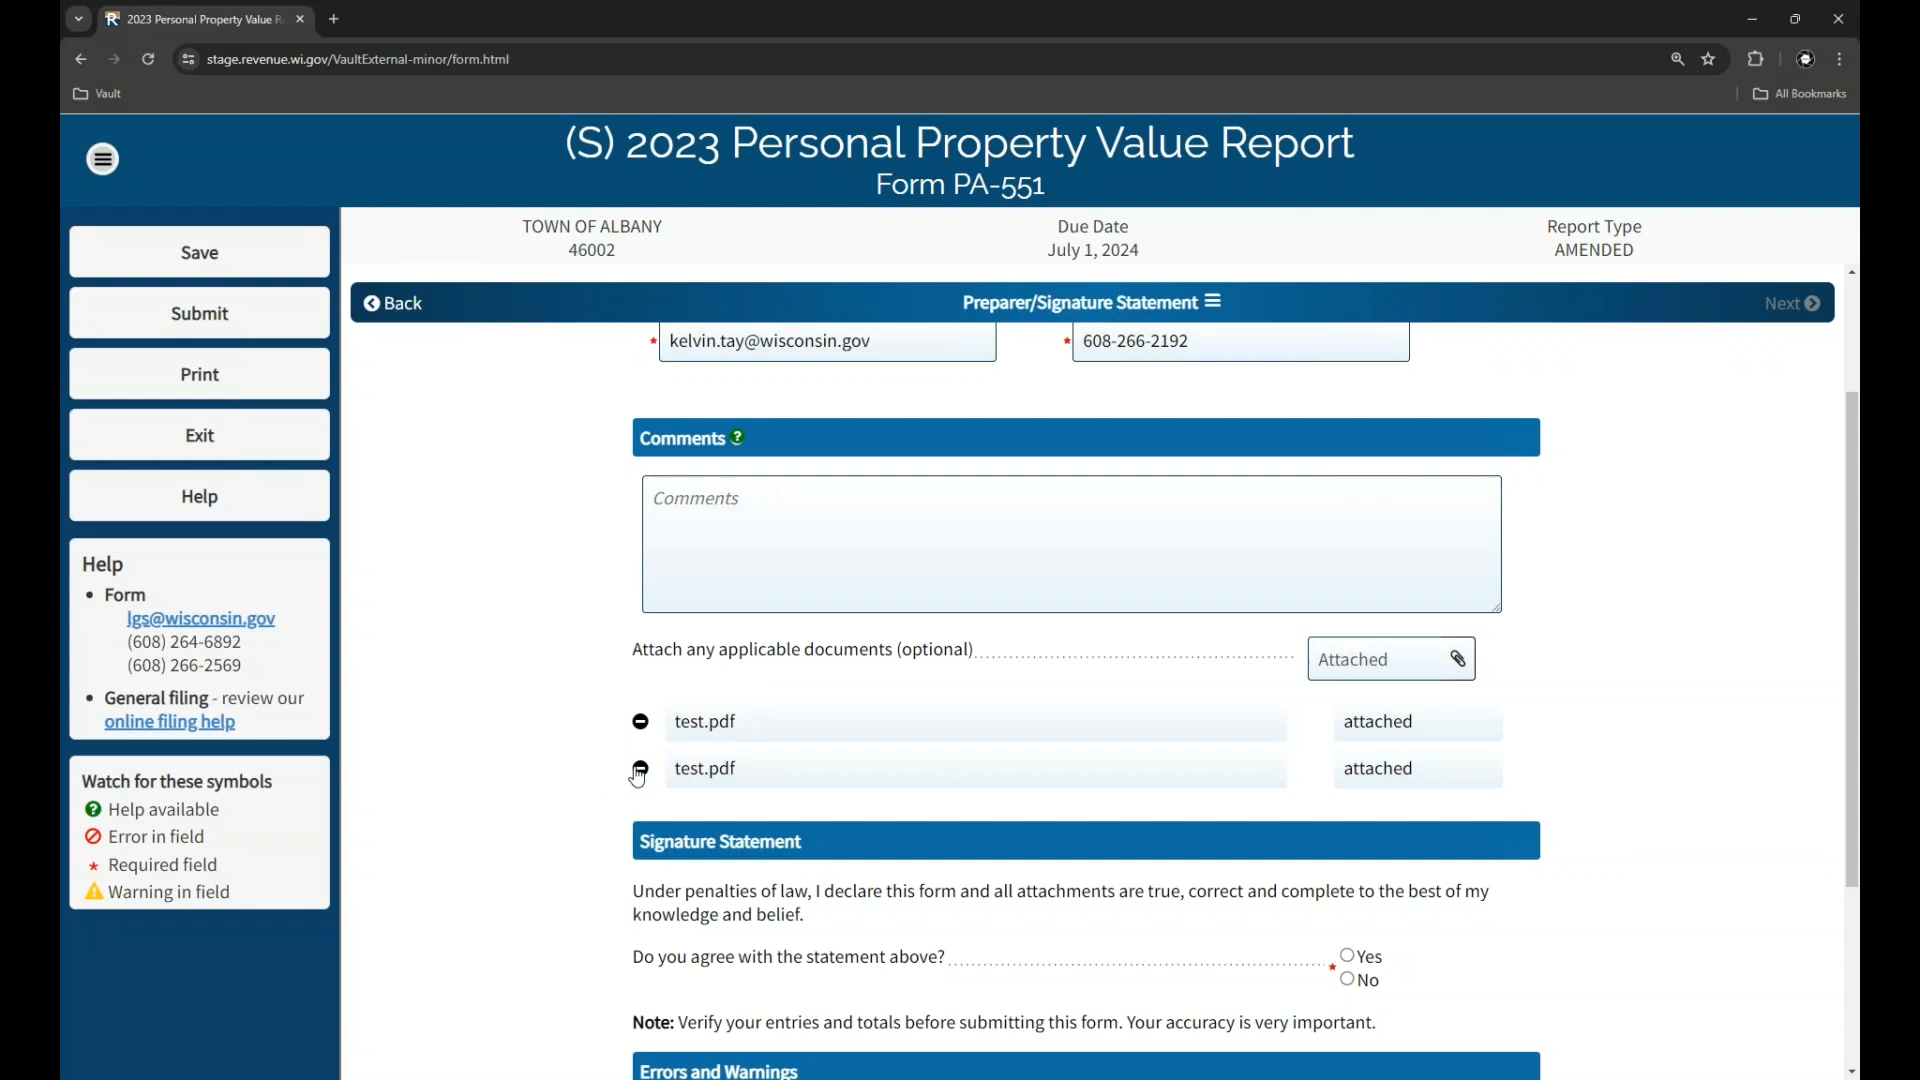 2023 Personal Property Value R
stage.revenue.wi.gov/VaultExternal-minor/form.html
Vault
All Bookmarks
(S) 2023 Personal Property Value Report
Form PA-551
Save
Submit
Print
Exit
Help
Help
• Form
lgs@wisconsin.gov
(608) 264-6892
(608) 266-2569
• General filing - review our
online filing help
Watch for these symbols
? Help available
Error in field
* Required field
Warning in field
TOWN OF ALBANY
46002
Due Date
July 1, 2024
Report Type
AMENDED
Back
Preparer/Signature Statement
Next
* kelvin.tay@wisconsin.gov
* 608-266-2192
Comments ?
Comments
Attach any applicable documents (optional)
Attached
test.pdf attached
test.pdf attached
Signature Statement
Under penalties of law, I declare this form and all attachments are true, correct and complete to the best of my
knowledge and belief.
Do you agree with the statement above?
* Yes
No
Note: Verify your entries and totals before submitting this form. Your accuracy is very important.
Errors and Warnings